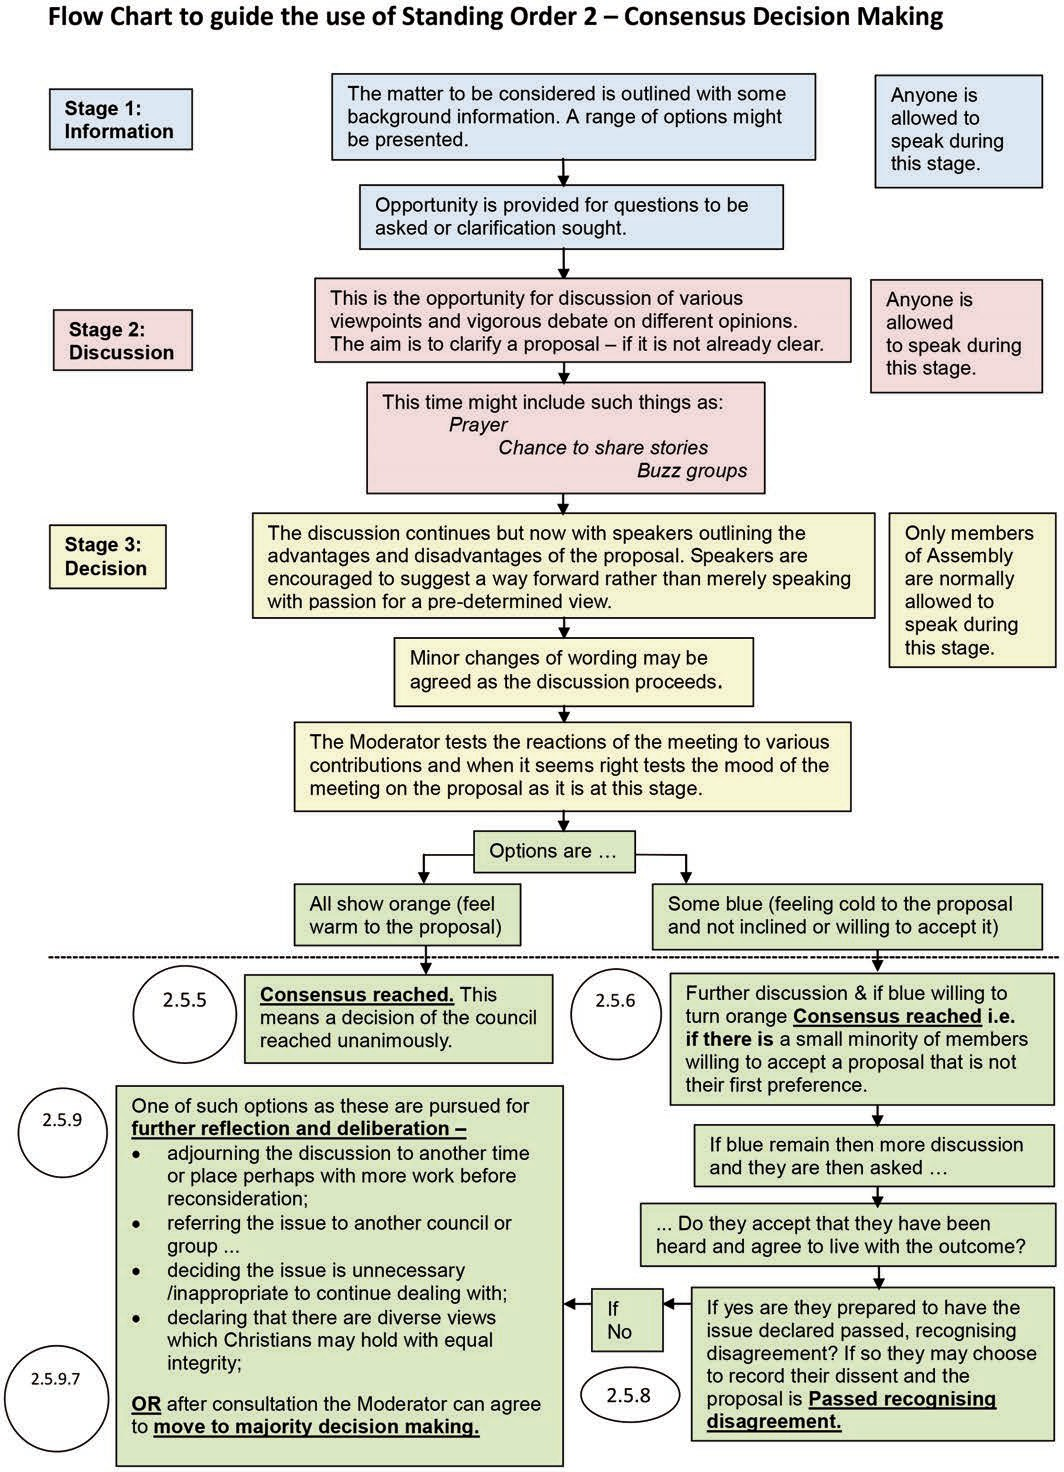 Flow Chart to guide the use of Standing Order 2 – Consensus Decision Making
Stage 1:
Information
The matter to be considered is outlined with some
background information. A range of options might
be presented.
Anyone is
allowed to
speak during
this stage.
Opportunity is provided for questions to be
asked or clarification sought.
Stage 2:
Discussion
This is the opportunity for discussion of various
viewpoints and vigorous debate on different opinions.
The aim is to clarify a proposal – if it is not already clear.
Anyone is
allowed
to speak during
this stage.
This time might include such things as:
Prayer
Chance to share stories
Buzz groups
Stage 3:
Decision
The discussion continues but now with speakers outlining the
advantages and disadvantages of the proposal. Speakers are
encouraged to suggest a way forward rather than merely speaking
with passion for a pre-determined view.
Only members
of Assembly
are normally
allowed to
speak during
this stage.
Minor changes of wording may be
agreed as the discussion proceeds.
The Moderator tests the reactions of the meeting to various
contributions and when it seems right tests the mood of the
meeting on the proposal as it is at this stage.
Options are …
All show orange (feel
warm to the proposal)
Some blue (feeling cold to the proposal
and not inclined or willing to accept it)
2.5.5
Consensus reached. This
means a decision of the council
reached unanimously.
2.5.6
Further discussion & if blue willing to
turn orange Consensus reached i.e.
if there is a small minority of members
willing to accept a proposal that is not
their first preference.
If blue remain then more discussion
and they are then asked …
... Do they accept that they have been
heard and agree to live with the outcome?
If yes are they prepared to have the
issue declared passed, recognising
disagreement? If so they may choose
to record their dissent and the
proposal is Passed recognising
disagreement.
2.5.8
If
No
2.5.9
One of such options as these are pursued for
further reflection and deliberation –
• adjourning the discussion to another time
or place perhaps with more work before
reconsideration;
• referring the issue to another council or
group ...
• deciding the issue is unnecessary
/inappropriate to continue dealing with;
• declaring that there are diverse views
which Christians may hold with equal
integrity;
2.5.9.7
OR after consultation the Moderator can agree
to move to majority decision making.